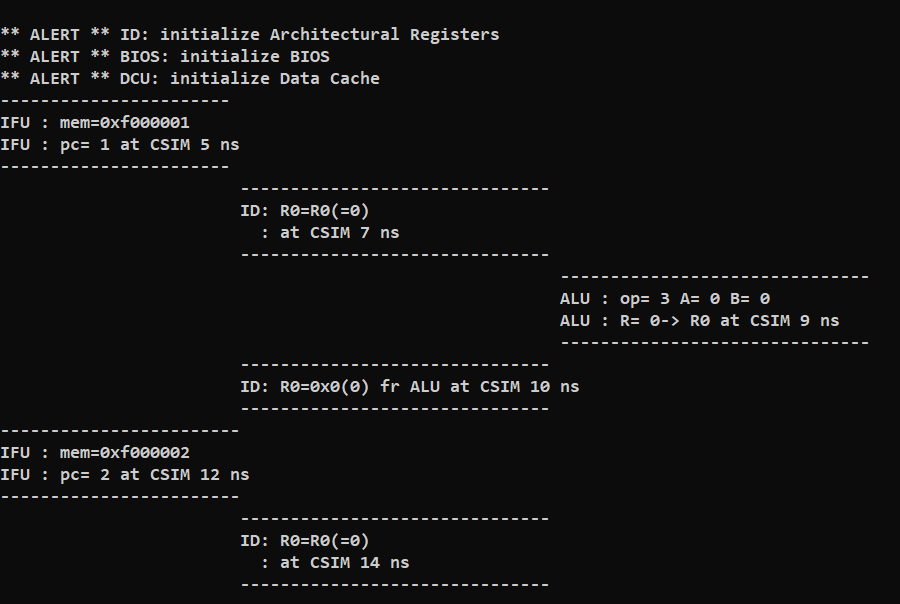 ** ALERT ** ID: initialize Architectural Registers
** ALERT ** BIOS: initialize BIOS
** ALERT ** DCU: initialize Data Cache
-----------------------
IFU : mem=0xf000001
IFU : pc= 1 at CSIM 5 ns
-----------------------
-------------------------------
ID: R0=R0(=0)
: at CSIM 7 ns
-------------------------------
-------------------------------
ALU : op= 3 A= 0 B= 0
ALU : R= 0-> R0 at CSIM 9 ns
-------------------------------
-------------------------------
ID: R0=0x0(0) fr ALU at CSIM 10 ns
-------------------------------
------------------------
IFU : mem=0xf000002
IFU : pc= 2 at CSIM 12 ns
------------------------
-------------------------------
ID: R0=R0(=0)
: at CSIM 14 ns
-------------------------------